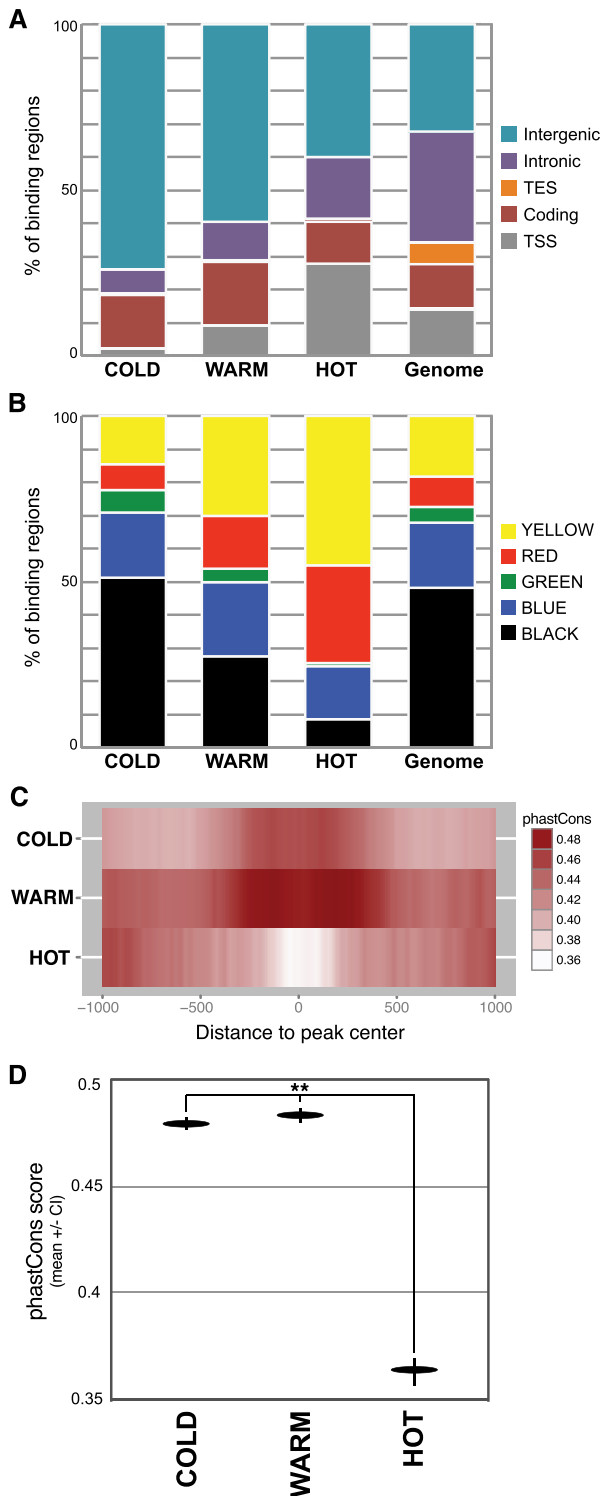 A
100
50
0
% of binding regions
COLD WARM HOT Genome
Intergenic
Intronic
TES
Coding
TSS
B
100
50
0
% of binding regions
COLD WARM HOT Genome
YELLOW
RED
GREEN
BLUE
BLACK
C
COLD
WARM
HOT
−1000 −500 0 500 1000
Distance to peak center
phastCons
0.48
0.46
0.44
0.42
0.40
0.38
0.36
D
0.5
0.45
0.4
0.35
phastCons score
(mean +/- CI)
**
COLD
WARM
HOT